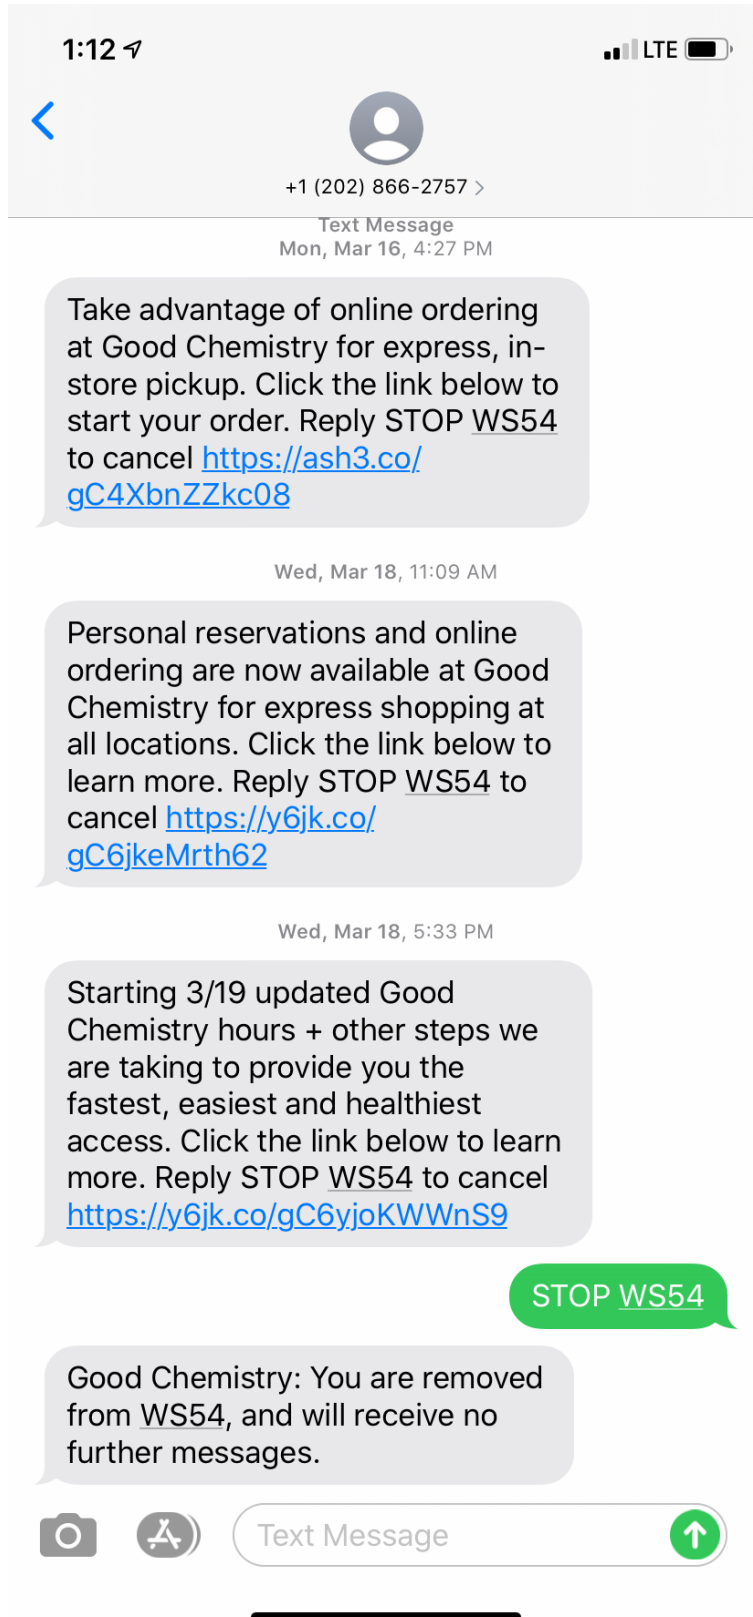 1:12
LTE
+1 (202) 866-2757
Text Message
Mon, Mar 16, 4:27 PM
Take advantage of online ordering
at Good Chemistry for express, in-
store pickup. Click the link below to
start your order. Reply STOP WS54
to cancel https://ash3.co/
gC4XbnZZkc08
Wed, Mar 18, 11:09 AM
Personal reservations and online
ordering are now available at Good
Chemistry for express shopping at
all locations. Click the link below to
learn more. Reply STOP WS54 to
cancel https://y6jk.co/
gC6jkeMrth62
Wed, Mar 18, 5:33 PM
Starting 3/19 updated Good
Chemistry hours + other steps we
are taking to provide you the
fastest, easiest and healthiest
access. Click the link below to learn
more. Reply STOP WS54 to cancel
https://y6jk.co/gC6yjoKWWnS9
STOP WS54
Good Chemistry: You are removed
from WS54, and will receive no
further messages.
Text Message